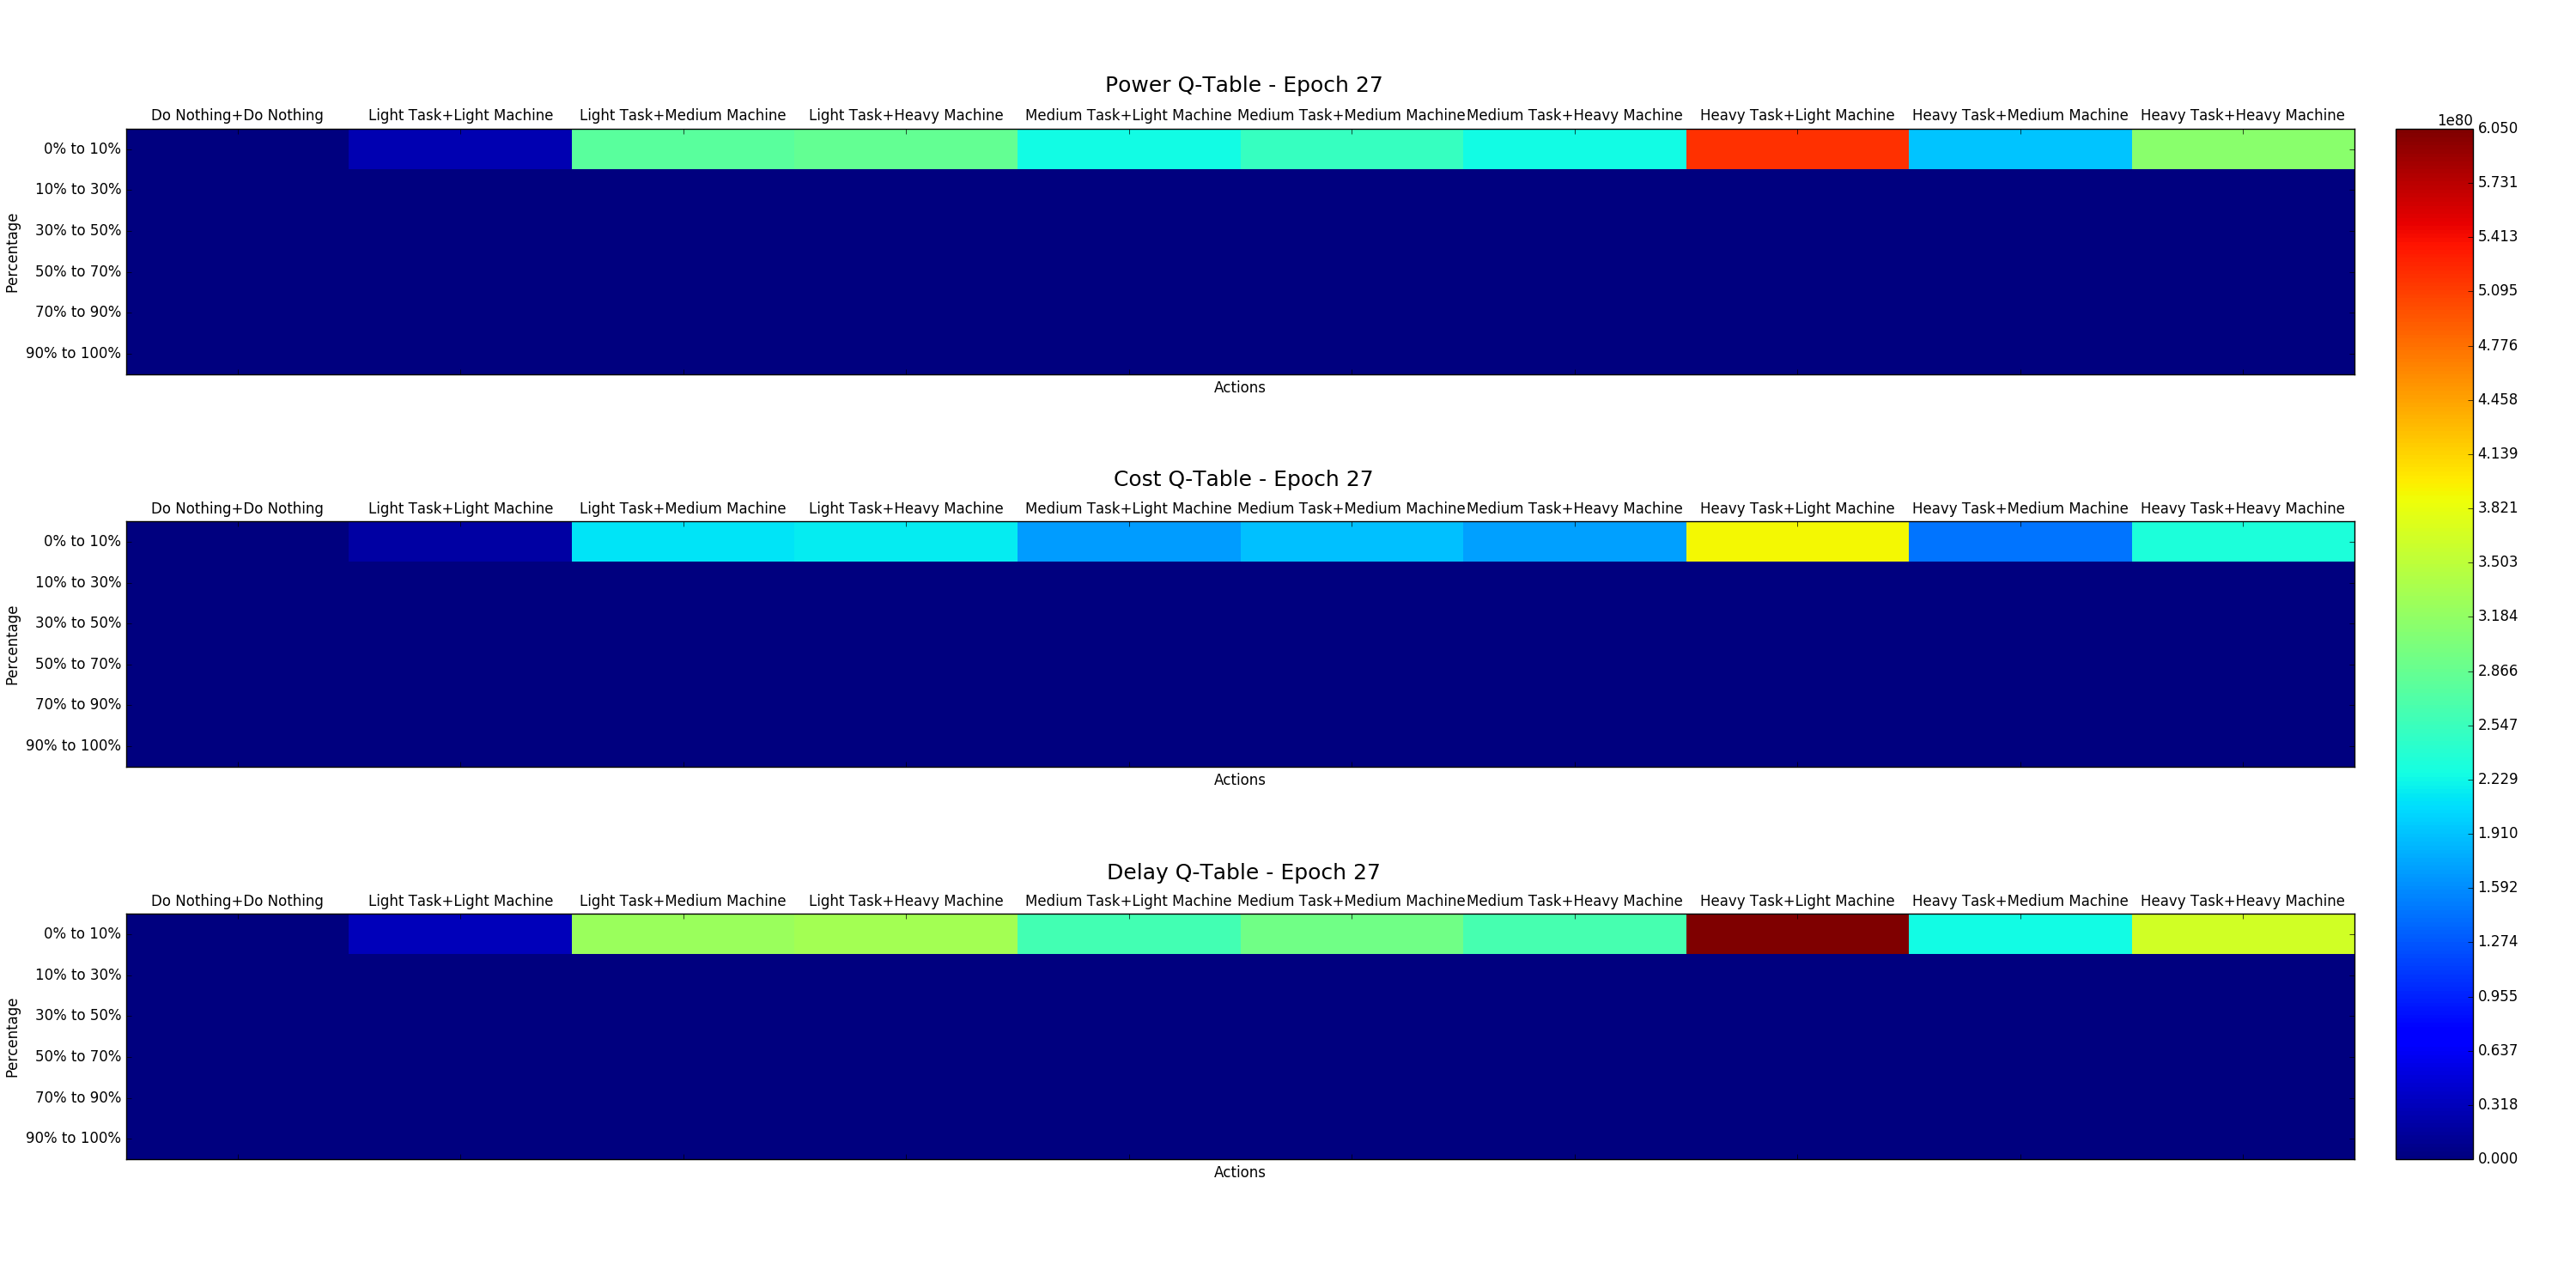 Power Q-Table - Epoch 27
Do Nothing+Do Nothing Light Task+Light Machine Light Task+Medium Machine Light Task+Heavy Machine Medium Task+Light Machine Medium Task+Medium Machine Medium Task+Heavy Machine Heavy Task+Light Machine Heavy Task+Medium Machine Heavy Task+Heavy Machine
Percentage
0% to 10%
10% to 30%
30% to 50%
50% to 70%
70% to 90%
90% to 100%
Actions
Cost Q-Table - Epoch 27
Do Nothing+Do Nothing Light Task+Light Machine Light Task+Medium Machine Light Task+Heavy Machine Medium Task+Light Machine Medium Task+Medium Machine Medium Task+Heavy Machine Heavy Task+Light Machine Heavy Task+Medium Machine Heavy Task+Heavy Machine
Percentage
0% to 10%
10% to 30%
30% to 50%
50% to 70%
70% to 90%
90% to 100%
Actions
Delay Q-Table - Epoch 27
Do Nothing+Do Nothing Light Task+Light Machine Light Task+Medium Machine Light Task+Heavy Machine Medium Task+Light Machine Medium Task+Medium Machine Medium Task+Heavy Machine Heavy Task+Light Machine Heavy Task+Medium Machine Heavy Task+Heavy Machine
Percentage
0% to 10%
10% to 30%
30% to 50%
50% to 70%
70% to 90%
90% to 100%
Actions
1e80
6.050
5.731
5.413
5.095
4.776
4.458
4.139
3.821
3.503
3.184
2.866
2.547
2.229
1.910
1.592
1.274
0.955
0.637
0.318
0.000